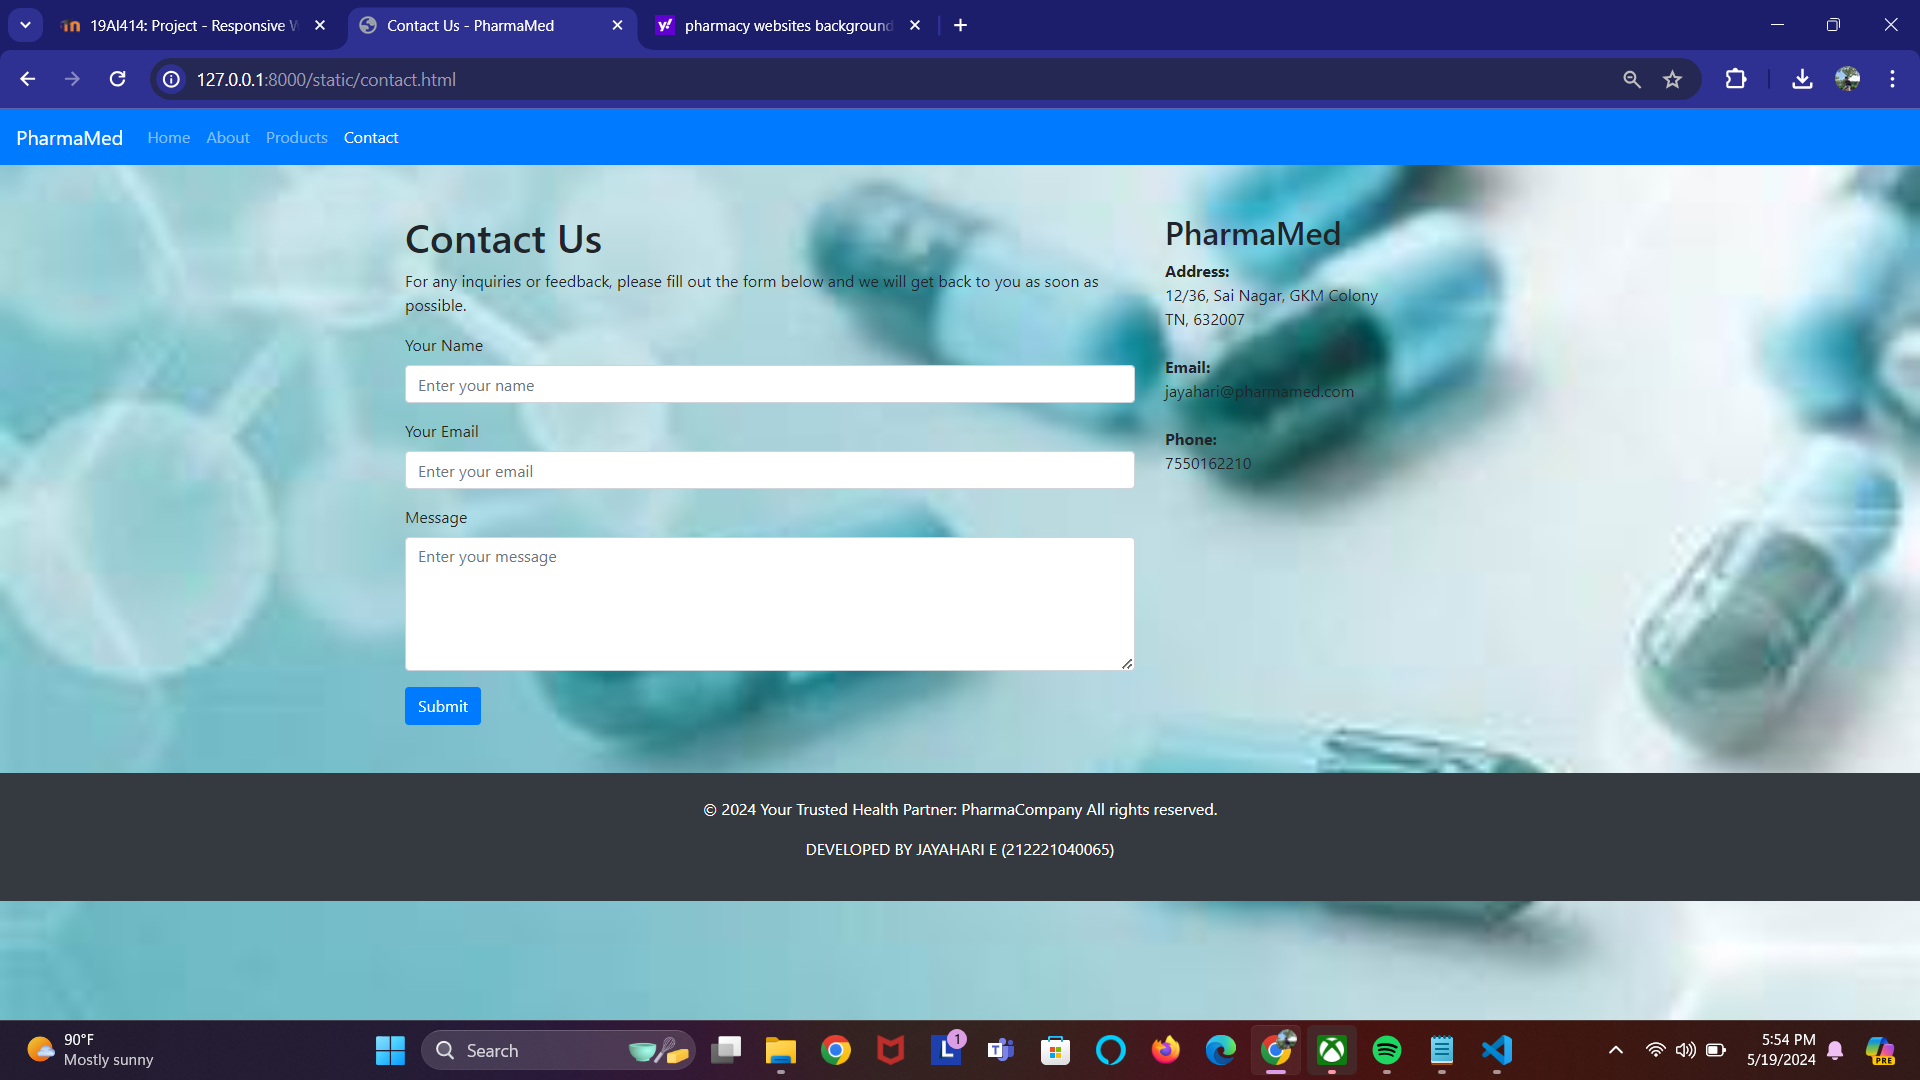 19AI414: Project - Responsive W
Contact Us - PharmaMed
pharmacy websites background
127.0.0.1:8000/static/contact.html
PharmaMed
Home
About
Products
Contact
Contact Us
For any inquiries or feedback, please fill out the form below and we will get back to you as soon as
possible.
Your Name
Enter your name
Your Email
Enter your email
Message
Enter your message
Submit
PharmaMed
Address:
12/36, Sai Nagar, GKM Colony
TN, 632007
Email:
jayahari@pharmamed.com
Phone:
7550162210
© 2024 Your Trusted Health Partner: PharmaCompany All rights reserved.
DEVELOPED BY JAYAHARI E (212221040065)
90°F
Mostly sunny
Search
L
1
T
PRE
5:54 PM
5/19/2024